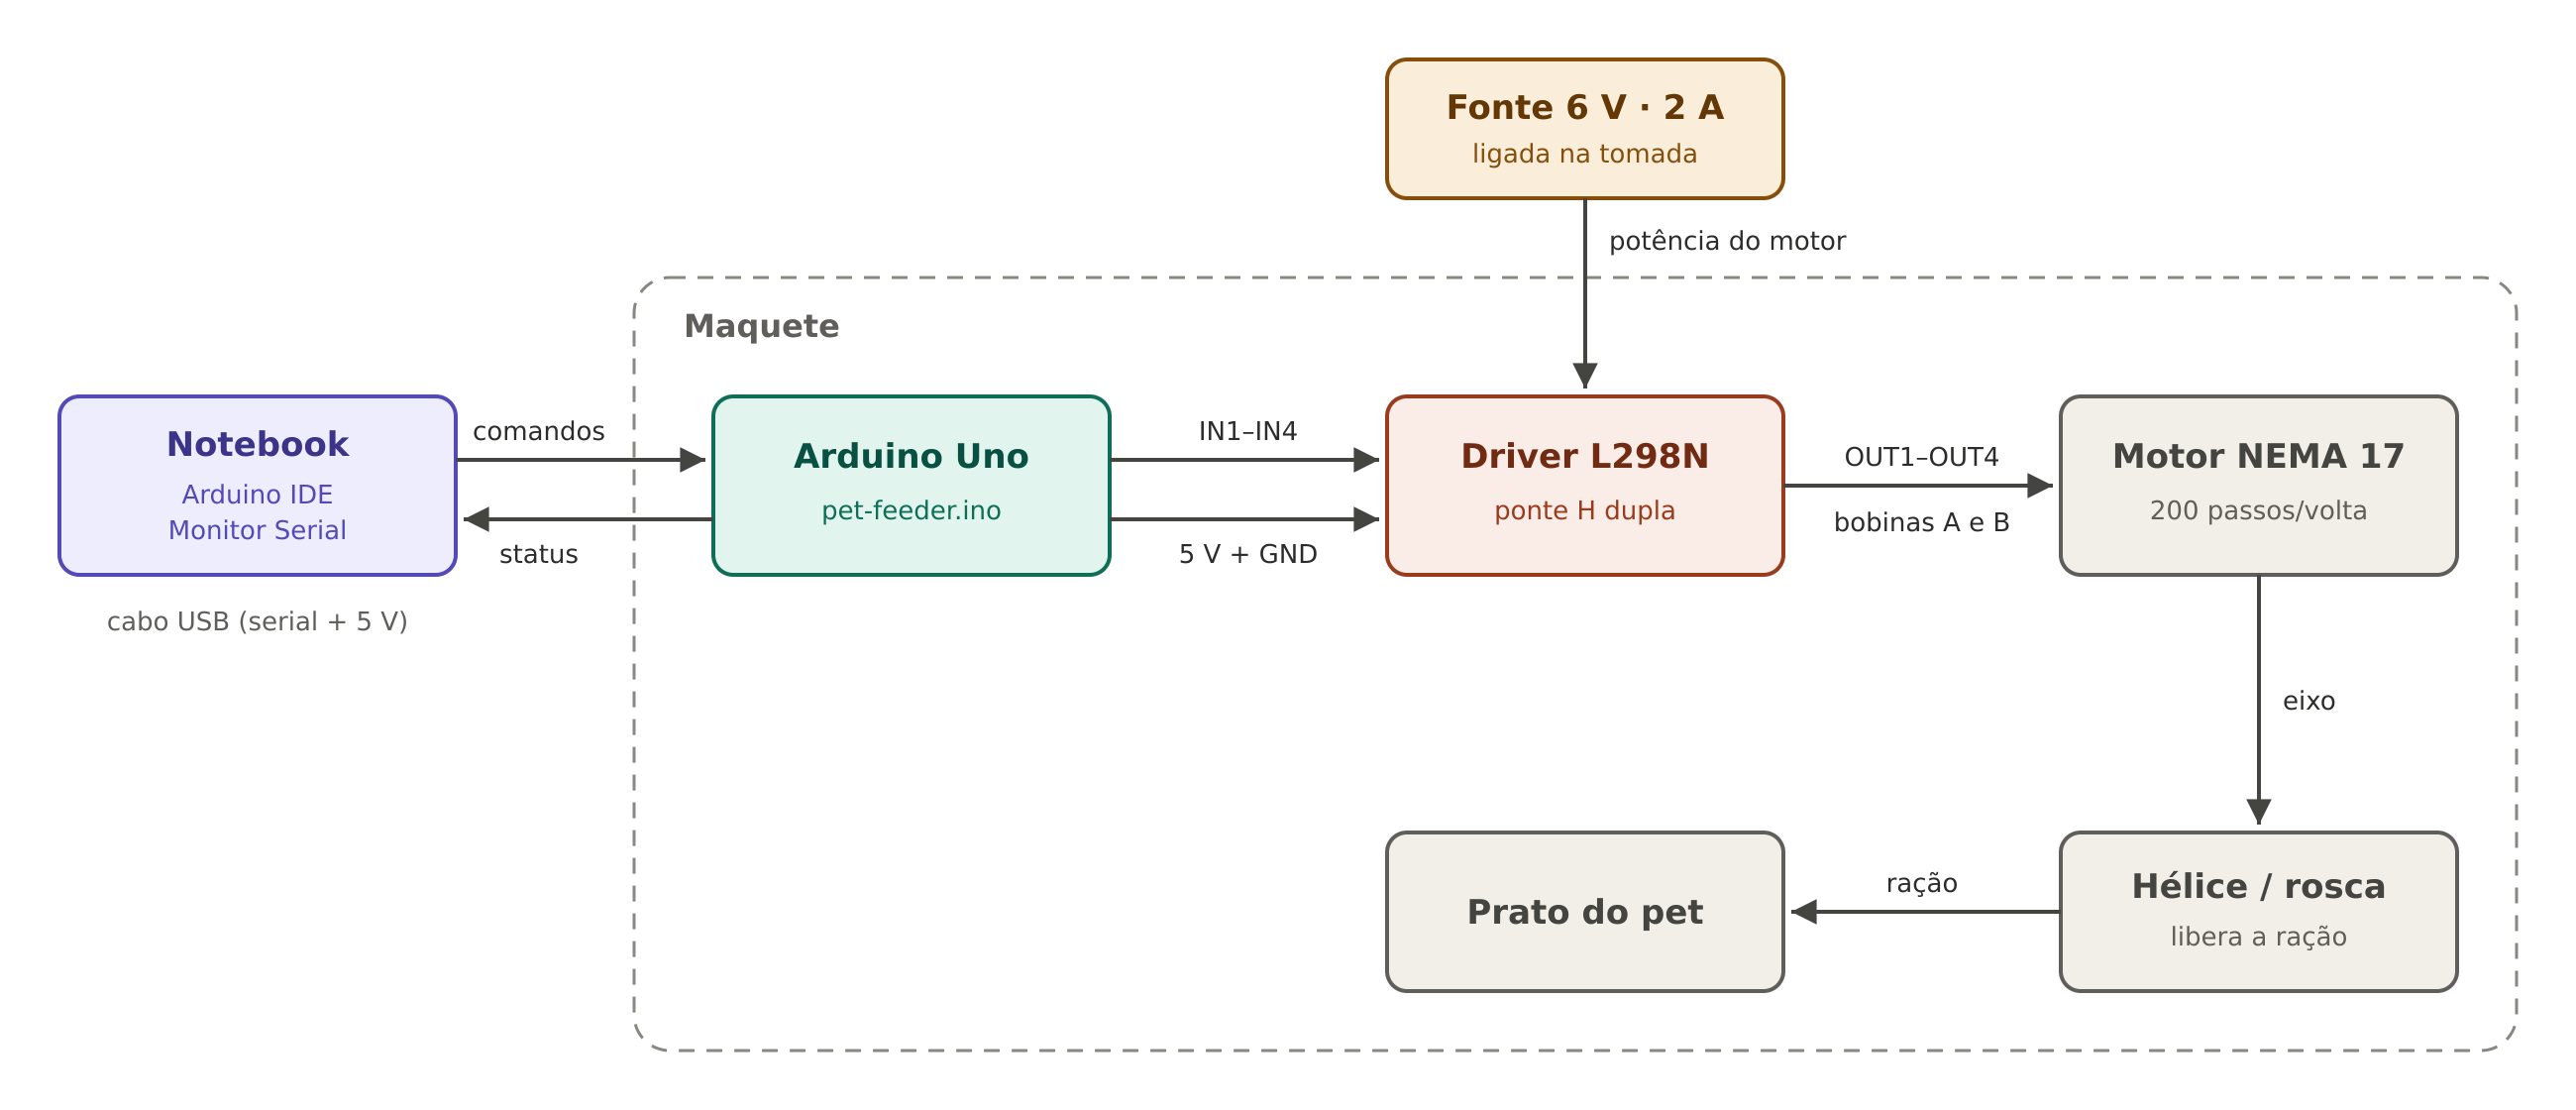 Fonte 6 V · 2 A
ligada na tomada
potência do motor
Maquete
Notebook
Arduino IDE
Monitor Serial
cabo USB (serial + 5 V)
comandos
status
Arduino Uno
pet-feeder.ino
IN1–IN4
5 V + GND
Driver L298N
ponte H dupla
OUT1–OUT4
bobinas A e B
Motor NEMA 17
200 passos/volta
eixo
Hélice / rosca
libera a ração
ração
Prato do pet